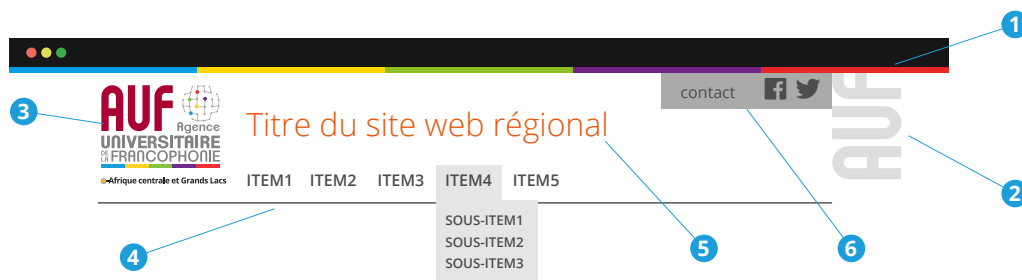 1
contact
AUF
3
AUF
Agence
UNIVERSITAIRE
DE LA FRANCOPHONIE
Titre du site web régional
Afrique centrale et Grands Lacs
ITEM1 ITEM2 ITEM3 ITEM4 ITEM5
2
SOUS-ITEM1
SOUS-ITEM2
SOUS-ITEM3
4
5
6